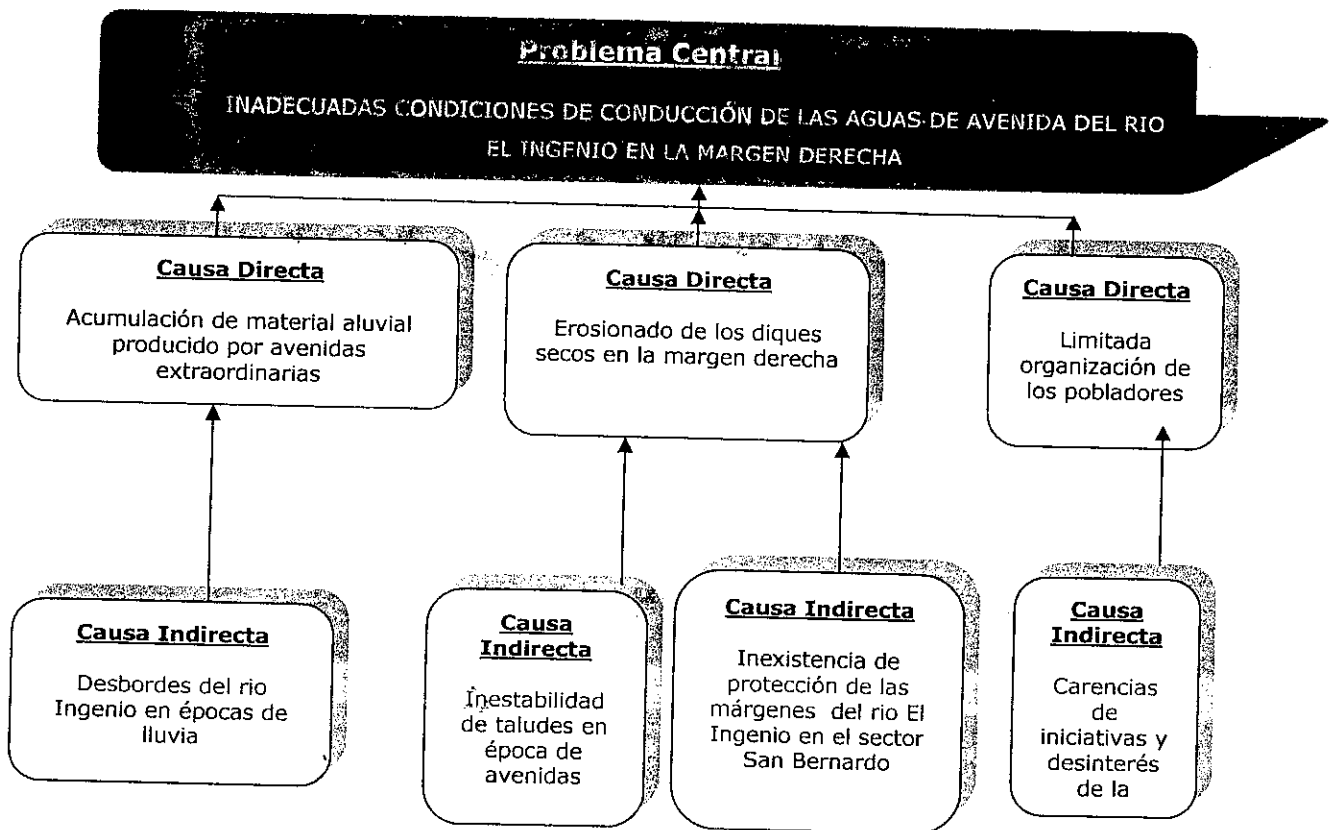 Problema Central
INADECUADAS CONDICIONES DE CONDUCCIÓN DE LAS AGUAS DE AVENIDA DEL RIO
EL INGENIO EN LA MARGEN DERECHA
Causa Directa
Acumulación de material aluvial
producido por avenidas
extraordinarias
Causa Directa
Erosionado de los diques
secos en la margen derecha
Causa Directa
Limitada
organización de
los pobladores
Causa Indirecta
Desbordes del rio
Ingenio en épocas de
lluvia
Causa
Indirecta
Inestabilidad
de taludes en
época de
avenidas
Causa Indirecta
Inexistencia de
protección de las
márgenes del rio El
Ingenio en el sector
San Bernardo
Causa
Indirecta
Carencias
de
iniciativas y
desinterés
de la